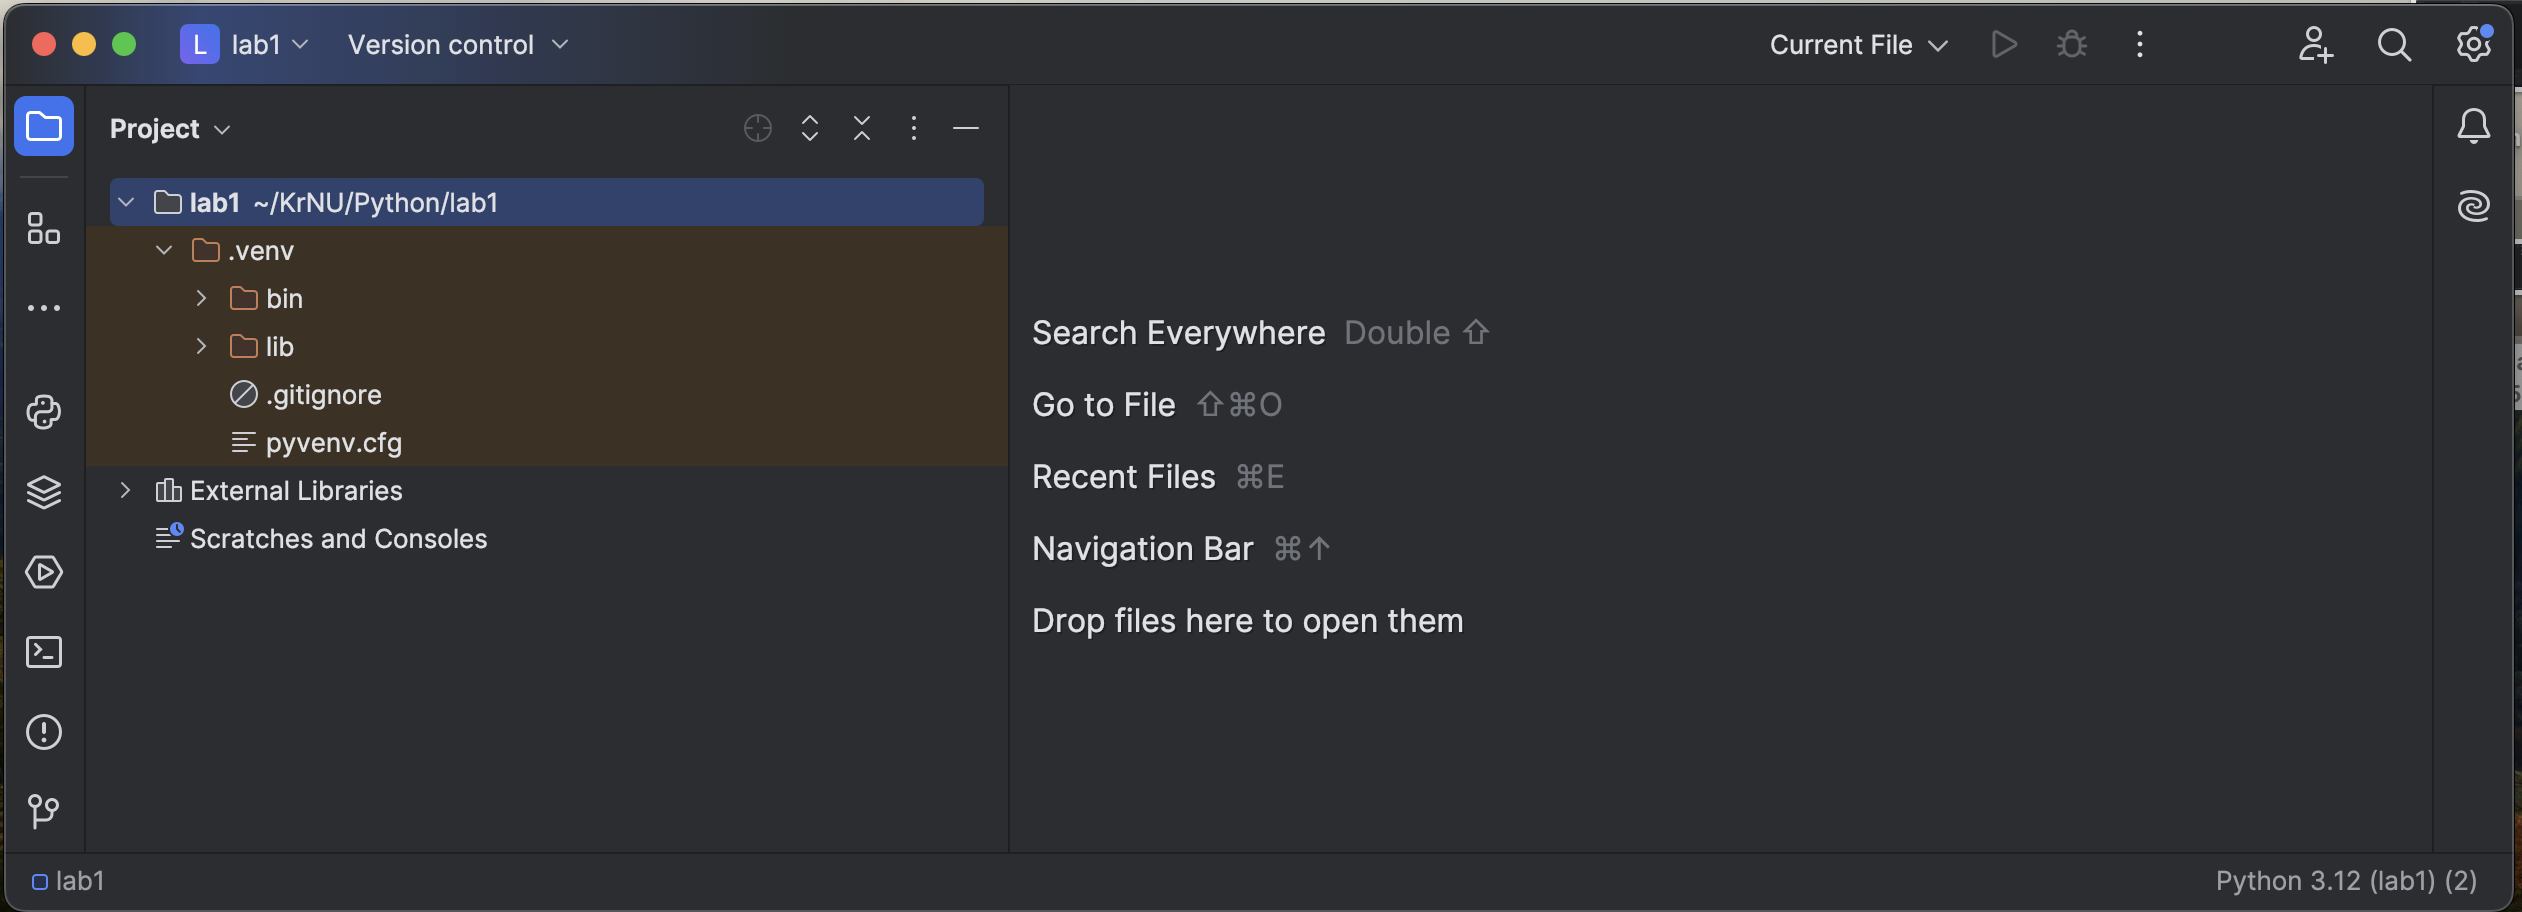 L lab1 Version control Current File
Project
lab1 ~/KrNU/Python/lab1
.venv
bin
lib
.gitignore
pyvenv.cfg
External Libraries
Scratches and Consoles
Search Everywhere Double ⇧
Go to File ⇧⌘O
Recent Files ⌘E
Navigation Bar ⌘↑
Drop files here to open them
lab1 Python 3.12 (lab1) (2)